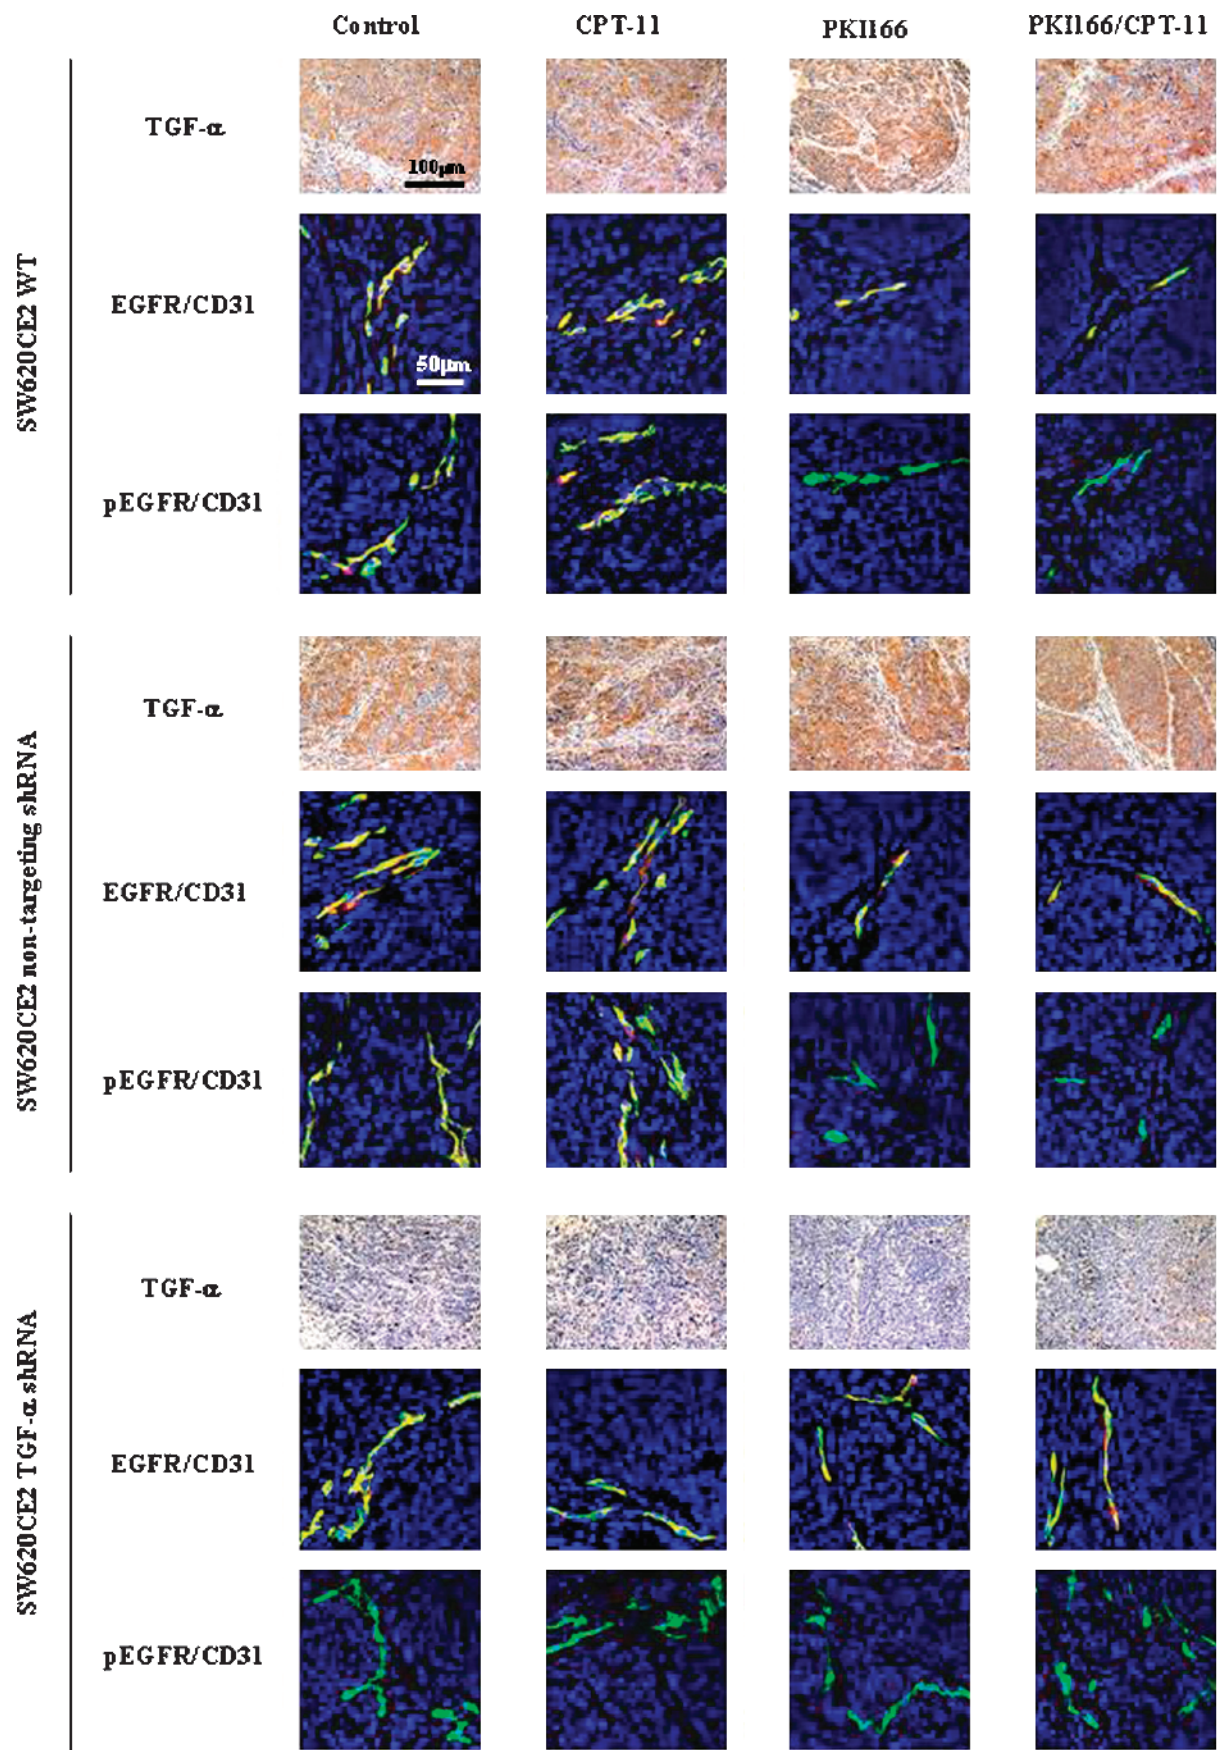 Control CPT-11 PKI166 PKI166/CPT-11
SW620CE2 WT
TGF-α
100μm
EGFR/CD31
50μm
pEGFR/CD31
SW620CE2 non-targeting shRNA
TGF-α
EGFR/CD31
pEGFR/CD31
SW620CE2 TGF-α shRNA
TGF-α
EGFR/CD31
pEGFR/CD31